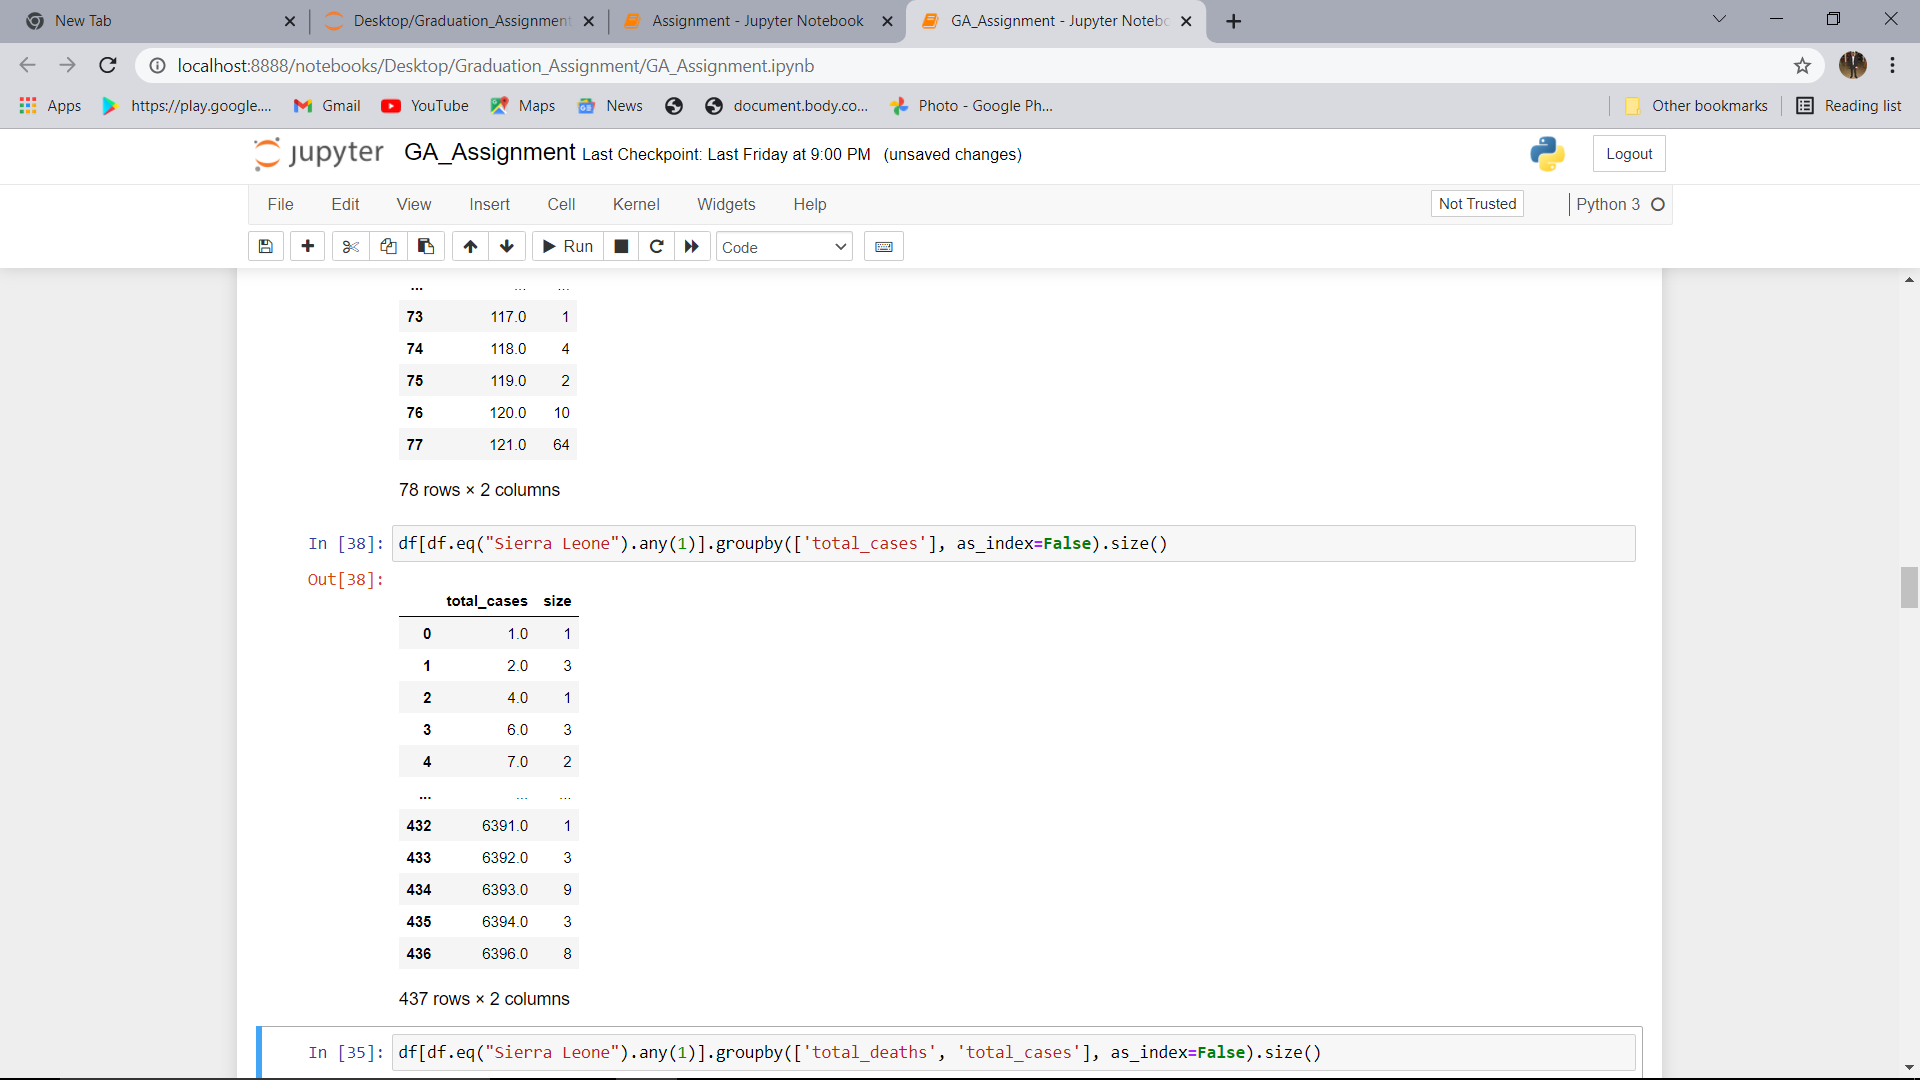 New Tab
Desktop/Graduation_Assignment
Assignment - Jupyter Notebook
GA_Assignment - Jupyter Notebo
localhost:8888/notebooks/Desktop/Graduation_Assignment/GA_Assignment.ipynb
Apps
https://play.google....
Gmail
YouTube
Maps
News
document.body.co...
Photo - Google Ph...
Other bookmarks
Reading list
jupyter GA_Assignment Last Checkpoint: Last Friday at 9:00 PM (unsaved changes)
Logout
File Edit View Insert Cell Kernel Widgets Help
Not Trusted
Python 3
Run
Code
... ... ...
73 117.0 1
74 118.0 4
75 119.0 2
76 120.0 10
77 121.0 64
78 rows × 2 columns
In [38]: df[df.eq("Sierra Leone").any(1)].groupby(['total_cases'], as_index=False).size()
Out[38]:
total_cases size
0 1.0 1
1 2.0 3
2 4.0 1
3 6.0 3
4 7.0 2
... ... ...
432 6391.0 1
433 6392.0 3
434 6393.0 9
435 6394.0 3
436 6396.0 8
437 rows × 2 columns
In [35]: df[df.eq("Sierra Leone").any(1)].groupby(['total_deaths', 'total_cases'], as_index=False).size()